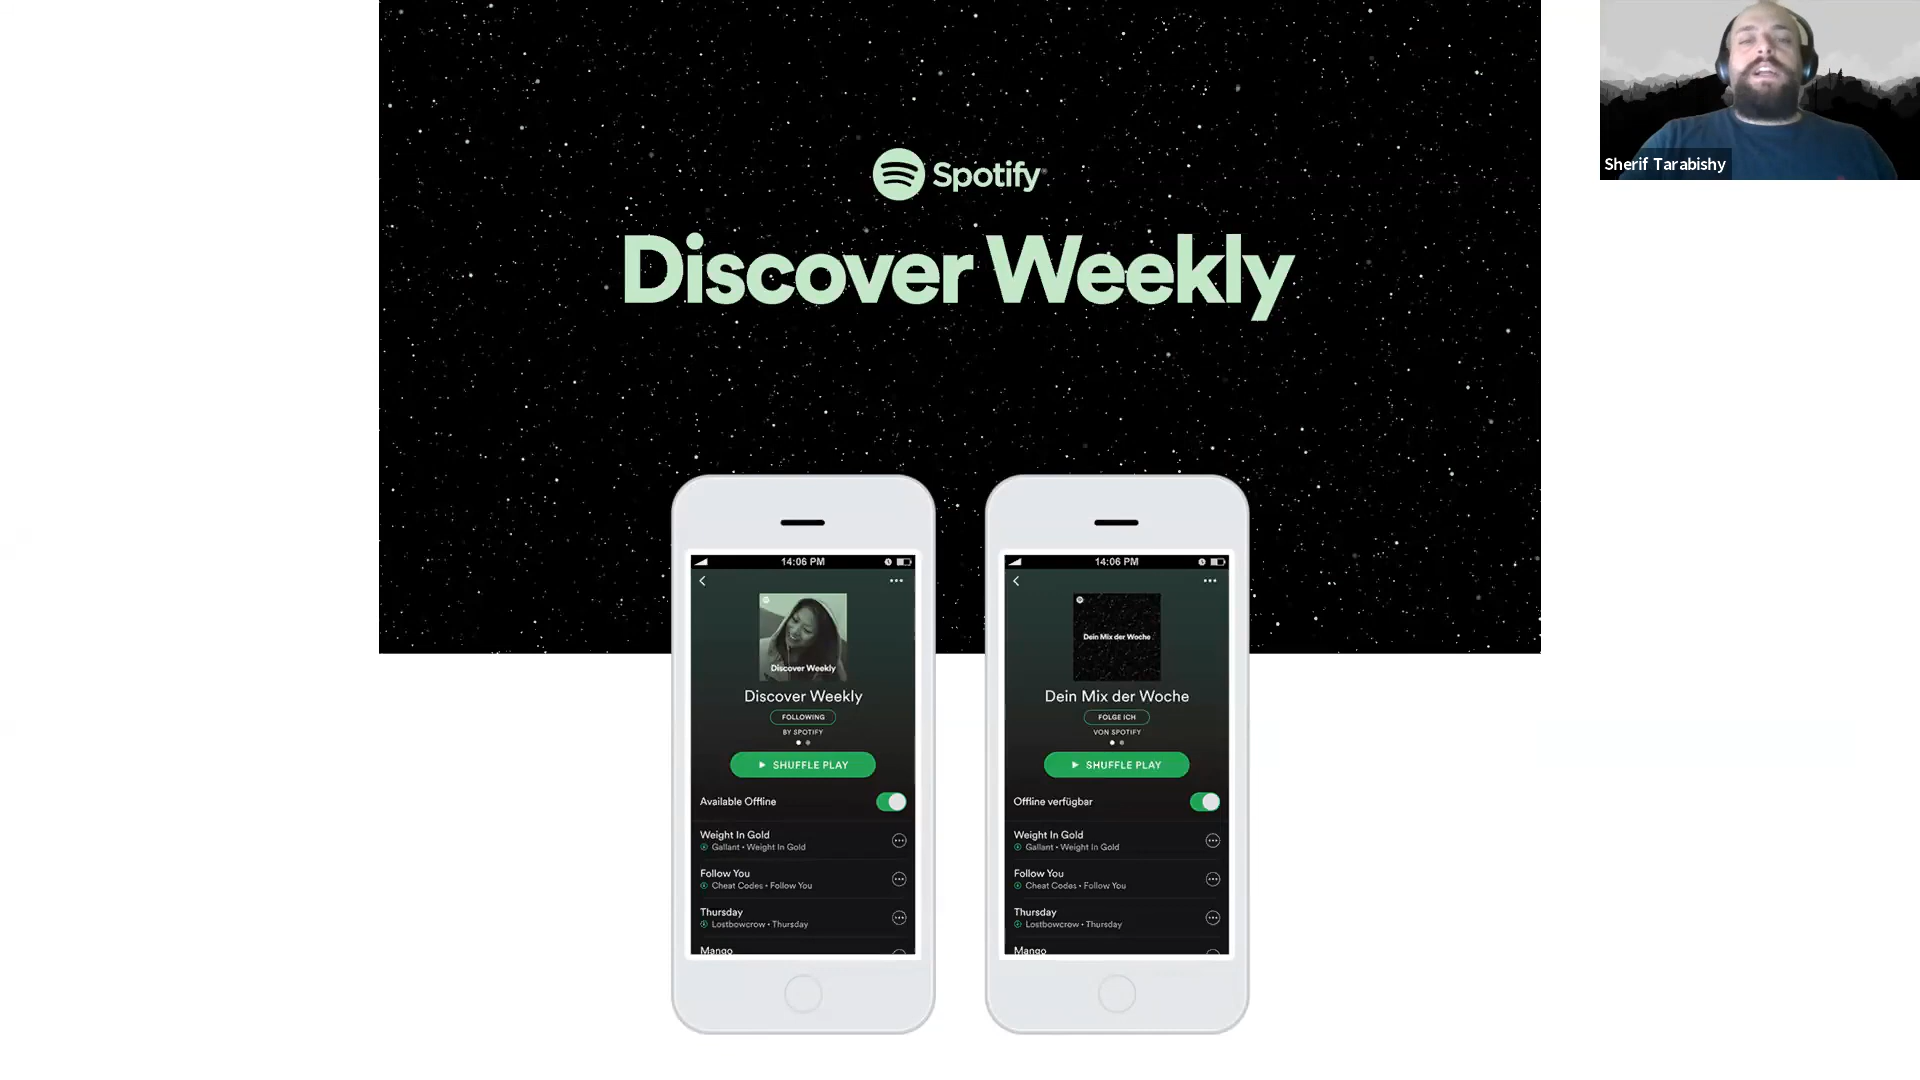 Spotify
Discover Weekly
Sherif Tarabishy
14:06 PM
Discover Weekly
Discover Weekly
FOLLOWING
BY SPOTIFY
SHUFFLE PLAY
Available Offline
Weight In Gold
Gallant • Weight In Gold
Follow You
Cheat Codes • Follow You
Thursday
Lostbowcrow • Thursday
Mango
14:06 PM
Dein Mix der Woche
Dein Mix der Woche
FOLGE ICH
VON SPOTIFY
SHUFFLE PLAY
Offline verfügbar
Weight In Gold
Gallant • Weight In Gold
Follow You
Cheat Codes • Follow You
Thursday
Lostbowcrow • Thursday
Mango